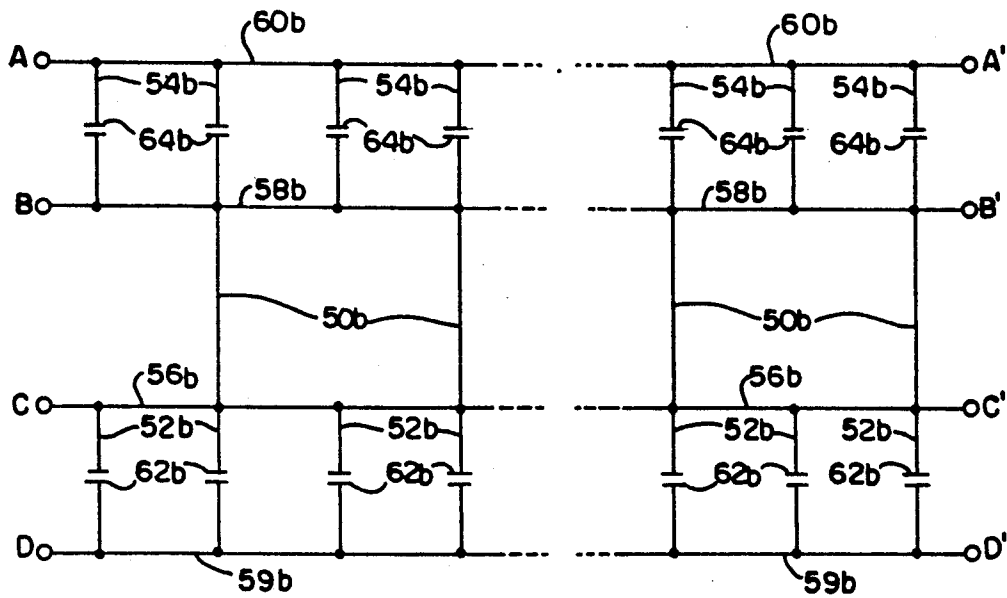 60b 60b
A A'
54b 54b 54b 54b
64b 64b 64b 64b
58b 58b
B B'
50b 50b
56b 56b
C C'
52b 52b 52b 52b
62b 62b 62b 62b
D D'
59b 59b